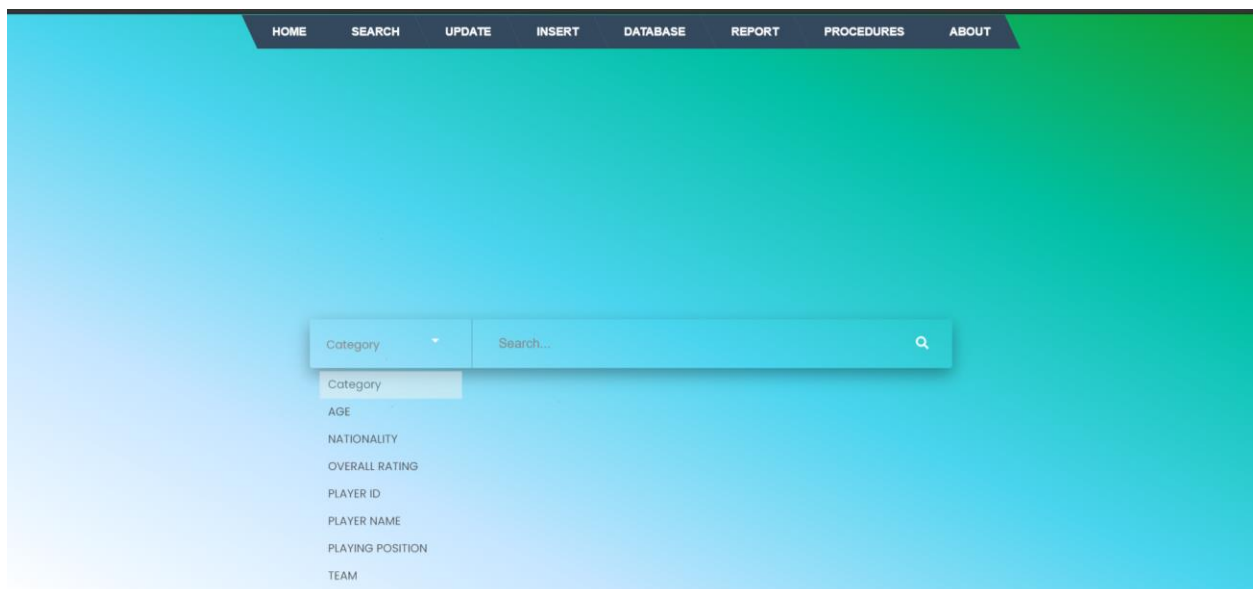 HOME SEARCH UPDATE INSERT DATABASE REPORT PROCEDURES ABOUT
Category Search...
Category
AGE
NATIONALITY
OVERALL RATING
PLAYER ID
PLAYER NAME
PLAYING POSITION
TEAM